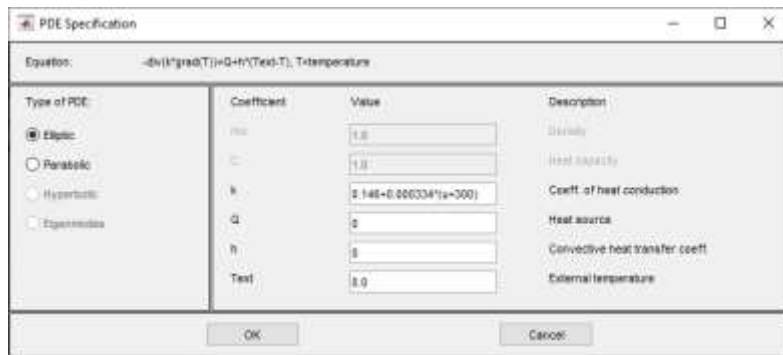 PDE Specification
Equation: -div(k*grad(T))=Q+h*(Text-T), T=temperature
Type of PDE: Coefficient Value Description
Elliptic rho 1.0 Density
Parabolic C 1.0 Heat capacity
Hyperbolic k 0.146+0.000334*(u+300) Coeff. of heat conduction
Eigenmodes Q 0 Heat source
h 0 Convective heat transfer coeff.
Text 0.0 External temperature
OK Cancel